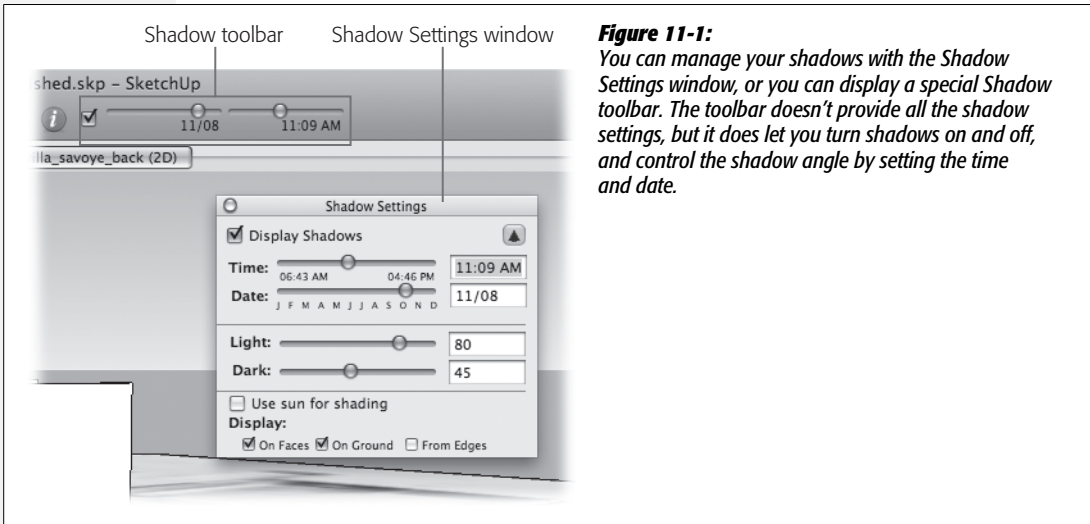 Shadow toolbar
Shadow Settings window
shed.skp – SketchUp
i
11/08
11:09 AM
lla_savoye_back (2D)
Shadow Settings
Display Shadows
Time:
06:43 AM
04:46 PM
11:09 AM
Date:
J F M A M J J A S O N D
11/08
Light:
80
Dark:
45
Use sun for shading
Display:
On Faces On Ground From Edges
Figure 11-1:
You can manage your shadows with the Shadow
Settings window, or you can display a special Shadow
toolbar. The toolbar doesn’t provide all the shadow
settings, but it does let you turn shadows on and off,
and control the shadow angle by setting the time
and date.